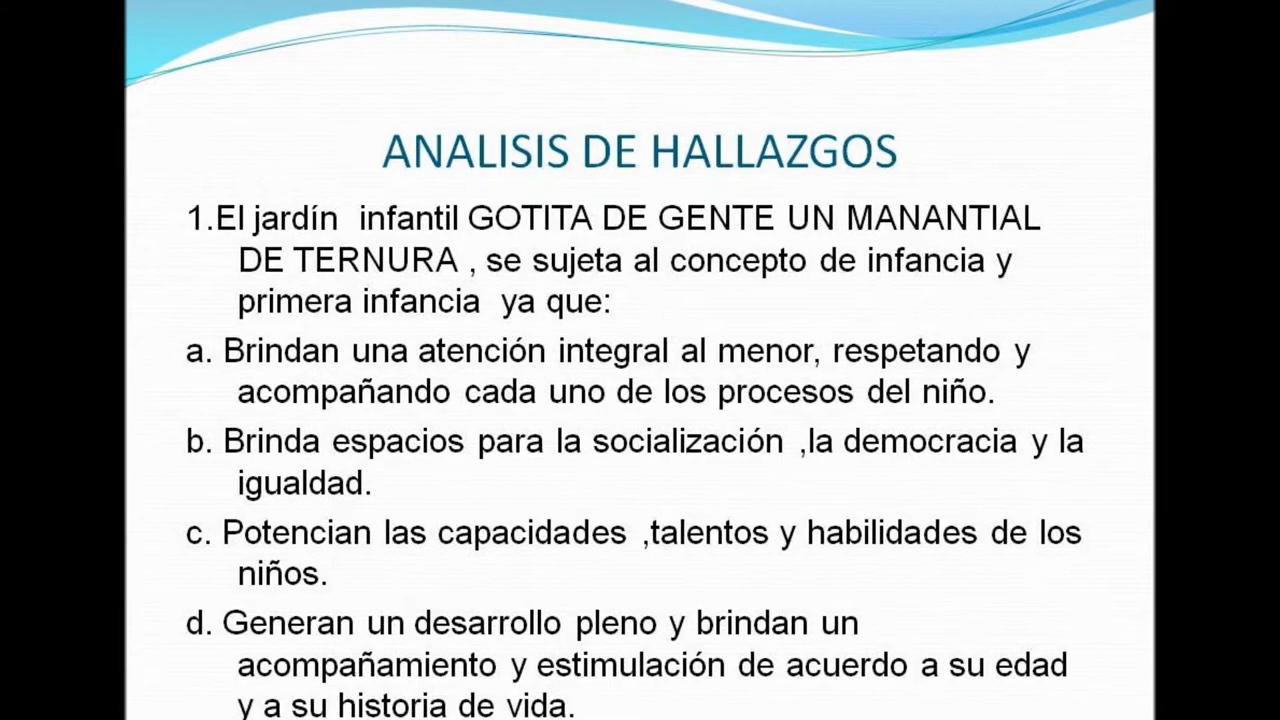 ANALISIS DE HALLAZGOS
1.El jardín infantil GOTITA DE GENTE UN MANANTIAL
DE TERNURA , se sujeta al concepto de infancia y
primera infancia ya que:
a. Brindan una atención integral al menor, respetando y
acompañando cada uno de los procesos del niño.
b. Brinda espacios para la socialización ,la democracia y la
igualdad.
c. Potencian las capacidades ,talentos y habilidades de los
niños.
d. Generan un desarrollo pleno y brindan un
acompañamiento y estimulación de acuerdo a su edad
y a su historia de vida.